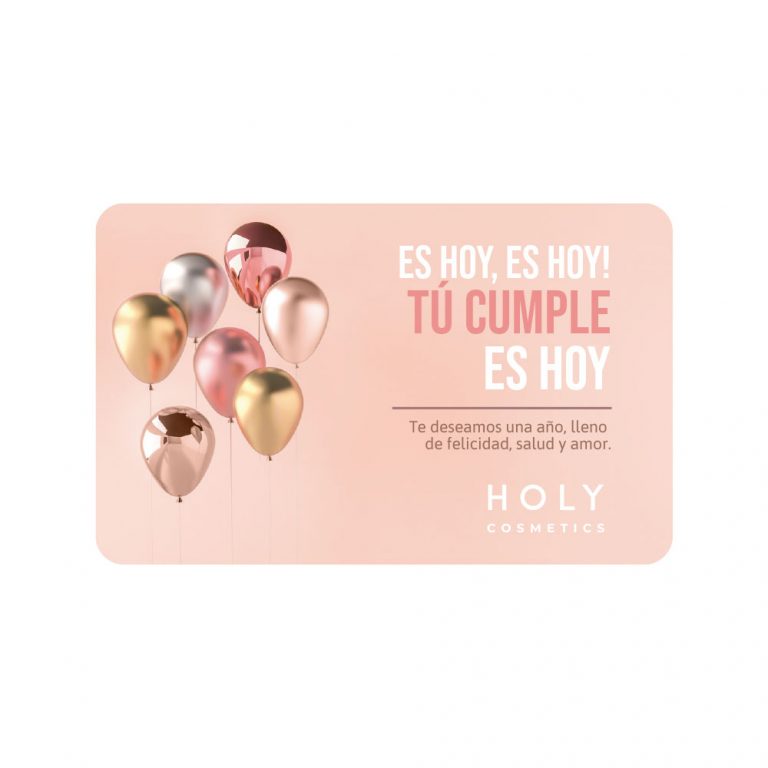 ES HOY, ES HOY!
TÚ CUMPLE
ES HOY
Te deseamos una año, lleno
de felicidad, salud y amor.
HOLY
COSMETICS